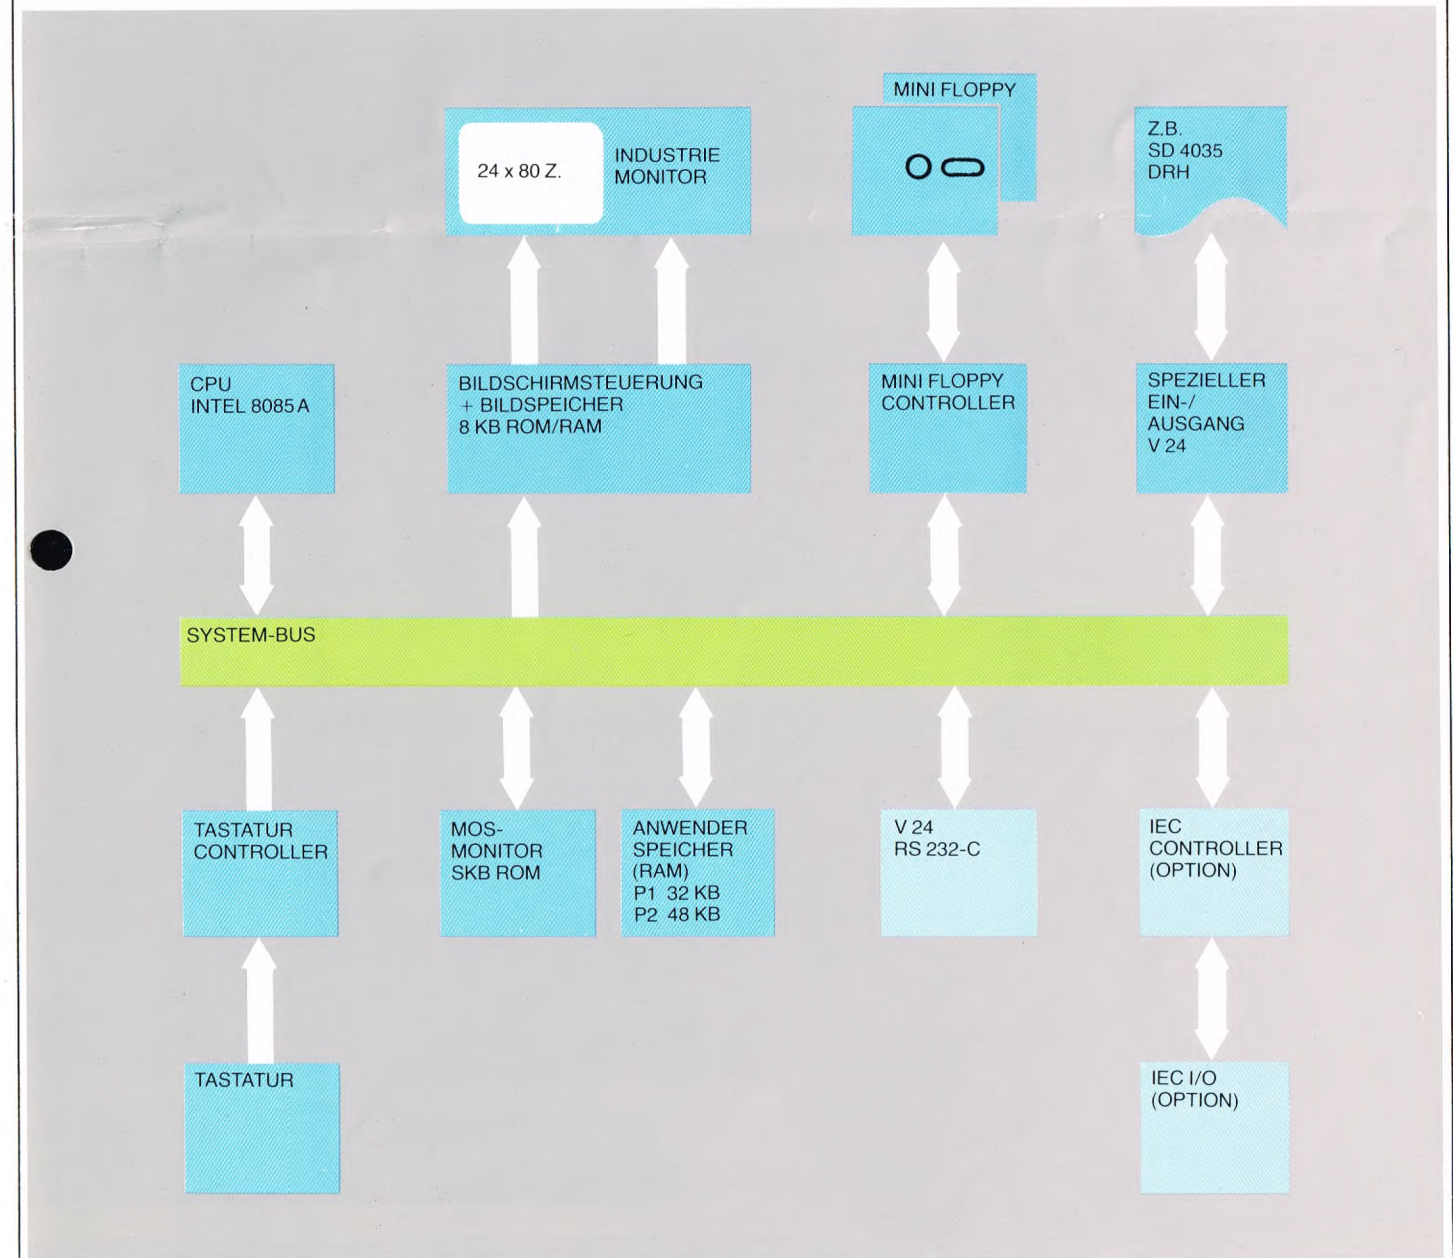 MINI FLOPPY
24 x 80 Z.
INDUSTRIE
MONITOR
Z.B.
SD 4035
DRH
CPU
INTEL 8085 A
BILDSCHIRMSTEUERUNG
+ BILDSPEICHER
8 KB ROM/RAM
MINI FLOPPY
CONTROLLER
SPEZIELLER
EIN-/
AUSGANG
V 24
SYSTEM-BUS
TASTATUR
CONTROLLER
MOS-
MONITOR
SKB ROM
ANWENDER
SPEICHER
(RAM)
P1 32 KB
P2 48 KB
V 24
RS 232-C
IEC
CONTROLLER
(OPTION)
TASTATUR
IEC I/O
(OPTION)